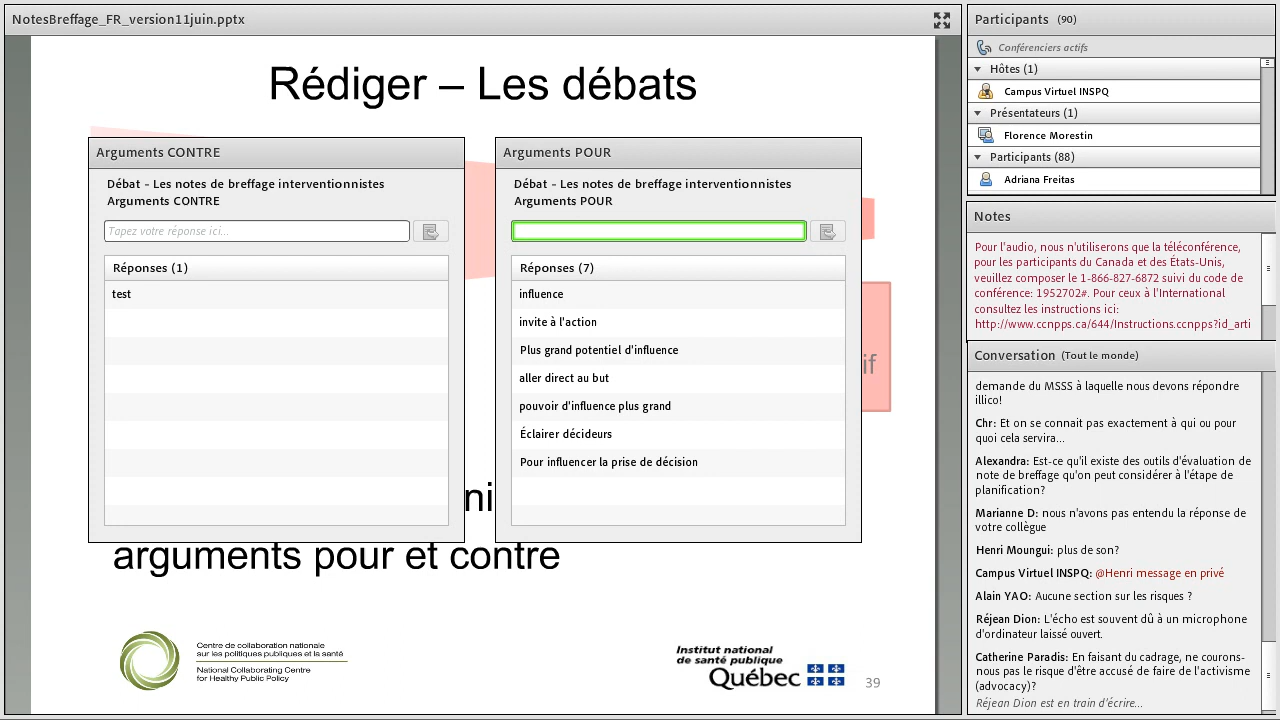 NotesBreffage_FR_version11juin.pptx
Rédiger – Les débats
Arguments CONTRE
Débat - Les notes de breffage interventionnistes
Arguments CONTRE
Tapez votre réponse ici...
Réponses (1)
test
Arguments POUR
Débat - Les notes de breffage interventionnistes
Arguments POUR
Réponses (7)
influence
invite à l'action
Plus grand potentiel d'influence
aller direct au but
pouvoir d'influence plus grand
Éclairer décideurs
Pour influencer la prise de décision
if
ni
arguments pour et contre
Centre de collaboration nationale
sur les politiques publiques et la santé
National Collaborating Centre
for Healthy Public Policy
Institut national
de santé publique
Québec
39
Participants (90)
Conférenciers actifs
Hôtes (1)
Campus Virtuel INSPQ
Présentateurs (1)
Florence Morestin
Participants (88)
Adriana Freitas
Notes
Pour l'audio, nous n'utiliserons que la téléconférence,
pour les participants du Canada et des États-Unis,
veuillez composer le 1-866-827-6872 suivi du code de
conférence: 1952702#. Pour ceux à l'International
consultez les instructions ici:
http://www.ccnpps.ca/644/Instructions.ccnpps?id_arti
Conversation (Tout le monde)
demande du MSSS à laquelle nous devons répondre
illico!
Chr: Et on se connait pas exactement à qui ou pour
quoi cela servira...
Alexandra: Est-ce qu'il existe des outils d'évaluation de
note de breffage qu'on peut considérer à l'étape de
planification?
Marianne D: nous n'avons pas entendu la réponse de
votre collègue
Henri Moungui: plus de son?
Campus Virtuel INSPQ: @Henri message en privé
Alain YAO: Aucune section sur les risques ?
Réjean Dion: L'écho est souvent dû à un microphone
d'ordinateur laissé ouvert.
Catherine Paradis: En faisant du cadrage, ne courons-
nous pas le risque d'être accusé de faire de l'activisme
(advocacy)?
Réjean Dion est en train d'écrire...